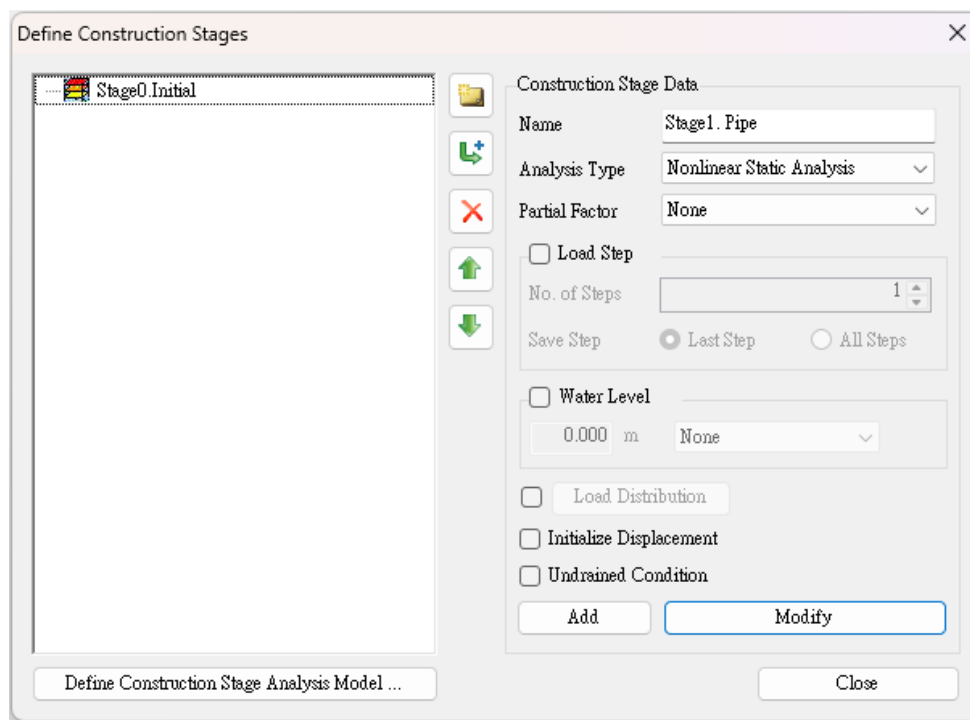 Define Construction Stages
Stage0.Initial
Construction Stage Data
Name
Stage1. Pipe
Analysis Type
Nonlinear Static Analysis
Partial Factor
None
Load Step
No. of Steps
1
Save Step
Last Step
All Steps
Water Level
0.000 m
None
Load Distribution
Initialize Displacement
Undrained Condition
Add
Modify
Define Construction Stage Analysis Model ...
Close